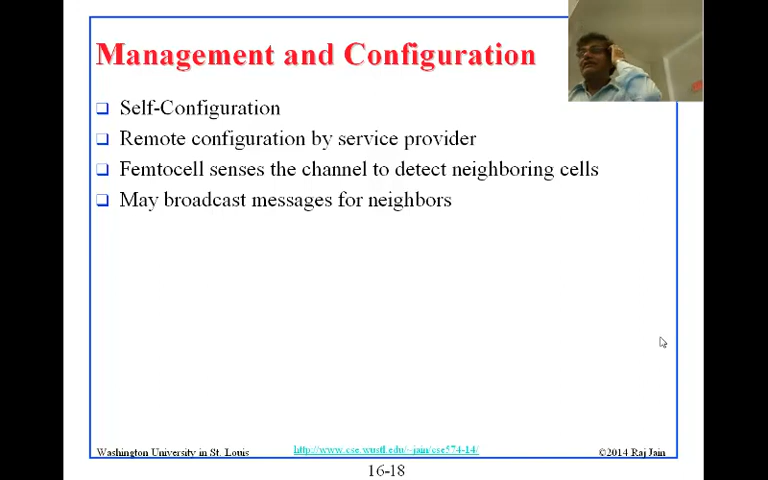 Management and Configuration
Self-Configuration
Remote configuration by service provider
Femtocell senses the channel to detect neighboring cells
May broadcast messages for neighbors
Washington University in St. Louis
http://www.cse.wustl.edu/~jain/cse574-14/
©2014 Raj Jain
16-18